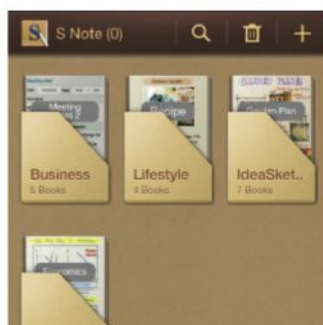 S Note (0)
Meeting
Recipe
Garden Plan
Business
5 Books
Lifestyle
4 Books
IdeaSket..
7 Books
Economics